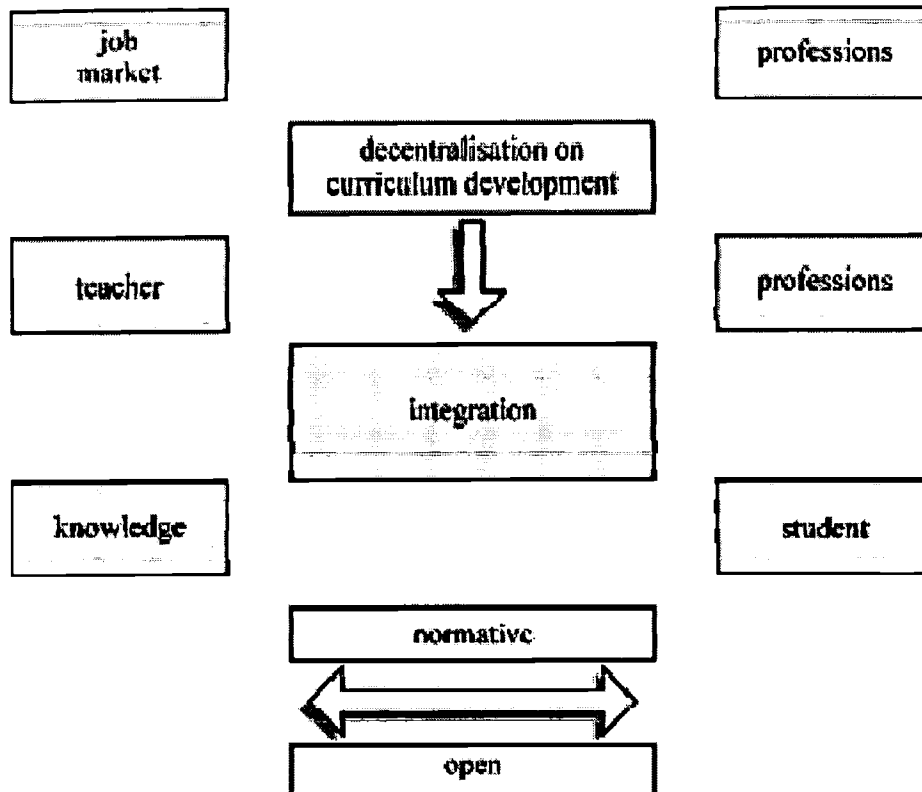 job
market
professions
decentralisation on
curriculum development
teacher
professions
integration
knowledge
student
normative
open